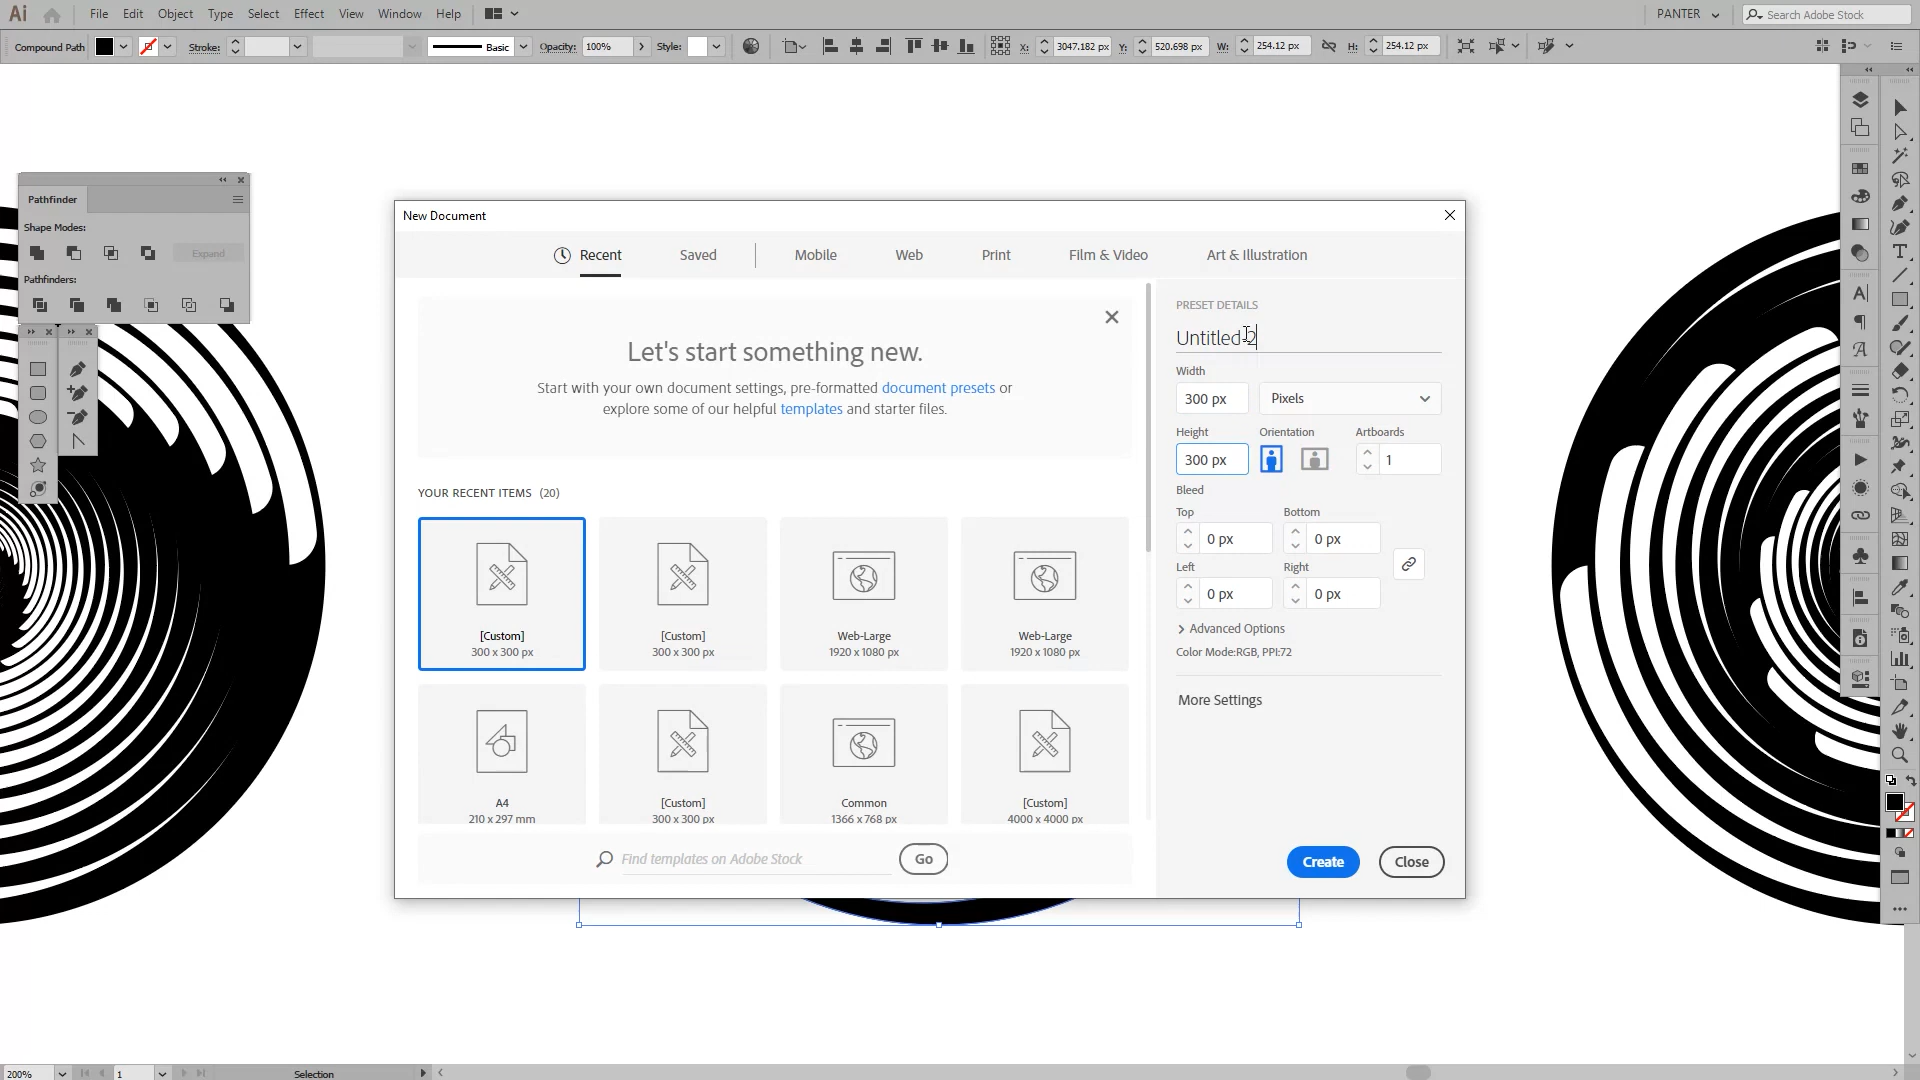 Ai File Edit Object Type Select Effect View Window Help PANTER Search Adobe Stock
Compound Path Stroke: Basic Opacity: 100% Style: X: 3047.182 px Y: 520.698 px W: 254.12 px H: 254.12 px
Pathfinder
Shape Modes:
Expand
Pathfinders:
New Document
Recent Saved Mobile Web Print Film & Video Art & Illustration
Let's start something new.
Start with your own document settings, pre-formatted document presets or
explore some of our helpful templates and starter files.
YOUR RECENT ITEMS (20)
[Custom]
300 x 300 px
[Custom]
300 x 300 px
Web-Large
1920 x 1080 px
Web-Large
1920 x 1080 px
A4
210 x 297 mm
[Custom]
300 x 300 px
Common
1366 x 768 px
[Custom]
4000 x 4000 px
Find templates on Adobe Stock Go
PRESET DETAILS
Untitled-2
Width
300 px Pixels
Height Orientation Artboards
300 px 1
Bleed
Top Bottom
0 px 0 px
Left Right
0 px 0 px
Advanced Options
Color Mode:RGB, PPI:72
More Settings
Create Close
200% 1 Selection